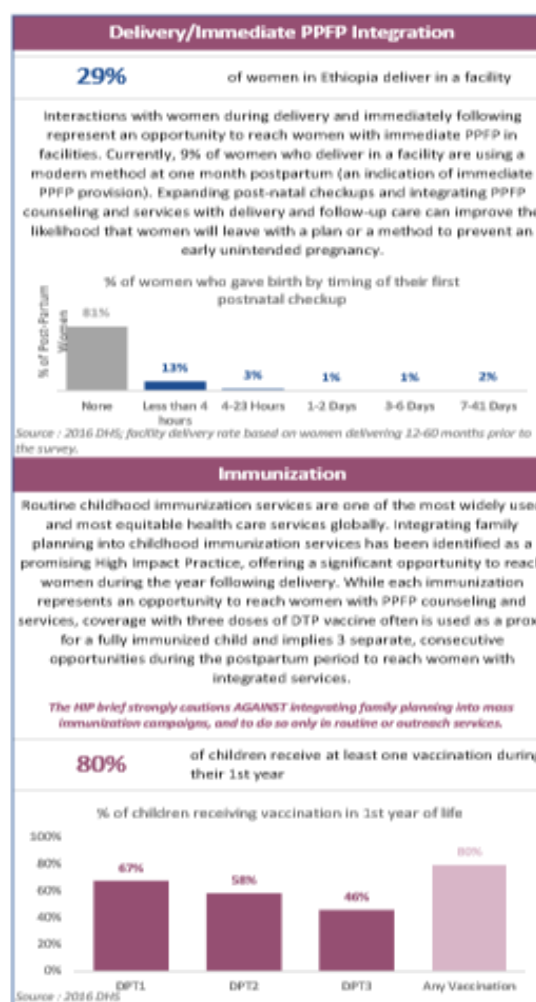 Delivery/Immediate PPFP Integration
29%
of women in Ethiopia deliver in a facility
Interactions with women during delivery and immediately following
represent an opportunity to reach women with immediate PPFP in
facilities. Currently, 9% of women who deliver in a facility are using a
modern method at one month postpartum (an indication of immediate
PPFP provision). Expanding post-natal checkups and integrating PPFP
counseling and services with delivery and follow-up care can improve the
likelihood that women will leave with a plan or a method to prevent an
early unintended pregnancy.
% of women who gave birth by timing of their first
postnatal checkup
% of Post-Partum
Women
81%
13%
3%
1%
1%
2%
None
Less than 4
hours
4-23 Hours
1-2 Days
3-6 Days
7-41 Days
Source : 2016 DHS; facility delivery rate based on women delivering 12-60 months prior to
the survey.
Immunization
Routine childhood immunization services are one of the most widely use
and most equitable health care services globally. Integrating family
planning into childhood immunization services has been identified as a
promising High Impact Practice, offering a significant opportunity to reach
women during the year following delivery. While each immunization
represents an opportunity to reach women with PPFP counseling and
services, coverage with three doses of DTP vaccine often is used as a prox
for a fully immunized child and implies 3 separate, consecutive
opportunities during the postpartum period to reach women with
integrated services.
The HIP brief strongly cautions AGAINST integrating family planning into mass
immunization campaigns, and to do so only in routine or outreach services.
80%
of children receive at least one vaccination during
their 1st year
% of children receiving vaccination in 1st year of life
100%
80%
60%
40%
20%
0%
67%
58%
46%
80%
DPT1
DPT2
DPT3
Any Vaccination
Source : 2016 DHS